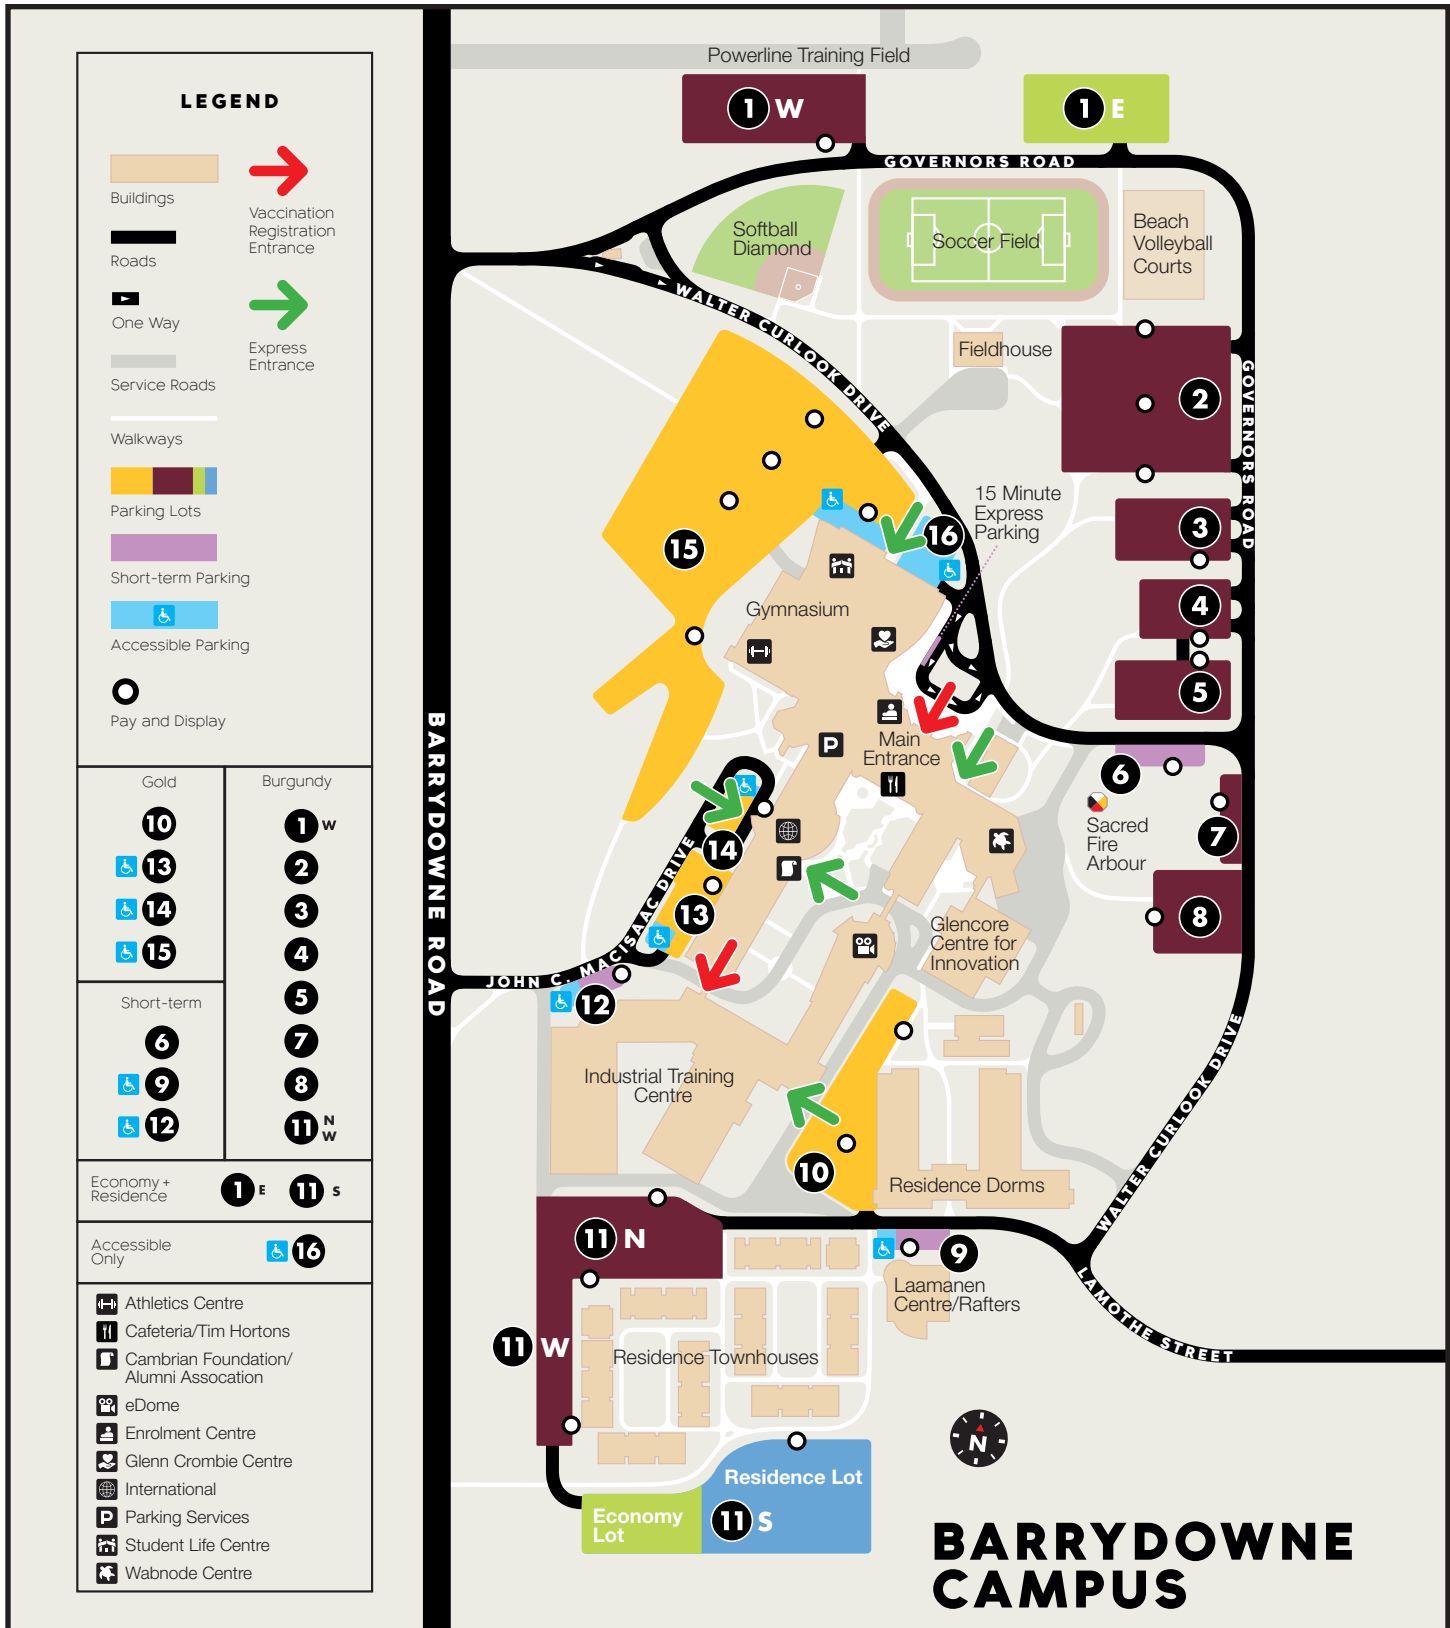 LEGEND
Buildings
Roads
One Way
Service Roads
Walkways
Parking Lots
Short-term Parking
Accessible Parking
Pay and Display
Vaccination
Registration
Entrance
Express
Entrance
Gold
10
13
14
15
Short-term
6
9
12
Burgundy
1 W
2
3
4
5
7
8
11 N
W
Economy +
Residence
1 E
11 S
Accessible
Only
16
Athletics Centre
Cafeteria/Tim Hortons
Cambrian Foundation/
Alumni Assocation
eDome
Enrolment Centre
Glenn Crombie Centre
International
P Parking Services
Student Life Centre
Wabnode Centre
BARRYDOWNE ROAD
Powerline Training Field
1 W
1 E
GOVERNORS ROAD
Softball
Diamond
Soccer Field
Beach
Volleyball
Courts
WALTER CURLOOK DRIVE
Fieldhouse
2
GOVERNORS ROAD
15 Minute
Express
Parking
3
16
15
4
Gymnasium
5
P
Main
Entrance
6
Sacred
Fire
Arbour
7
14
13
8
JOHN C. MACISAAC DRIVE
12
Glencore
Centre for
Innovation
Industrial Training
Centre
10
Residence Dorms
WALTER CURLOOK DRIVE
11 N
9
Laamanen
Centre/Rafters
LAMOTHE STREET
11 W
Residence Townhouses
N
Residence Lot
Economy
Lot
11 S
BARRYDOWNE
CAMPUS